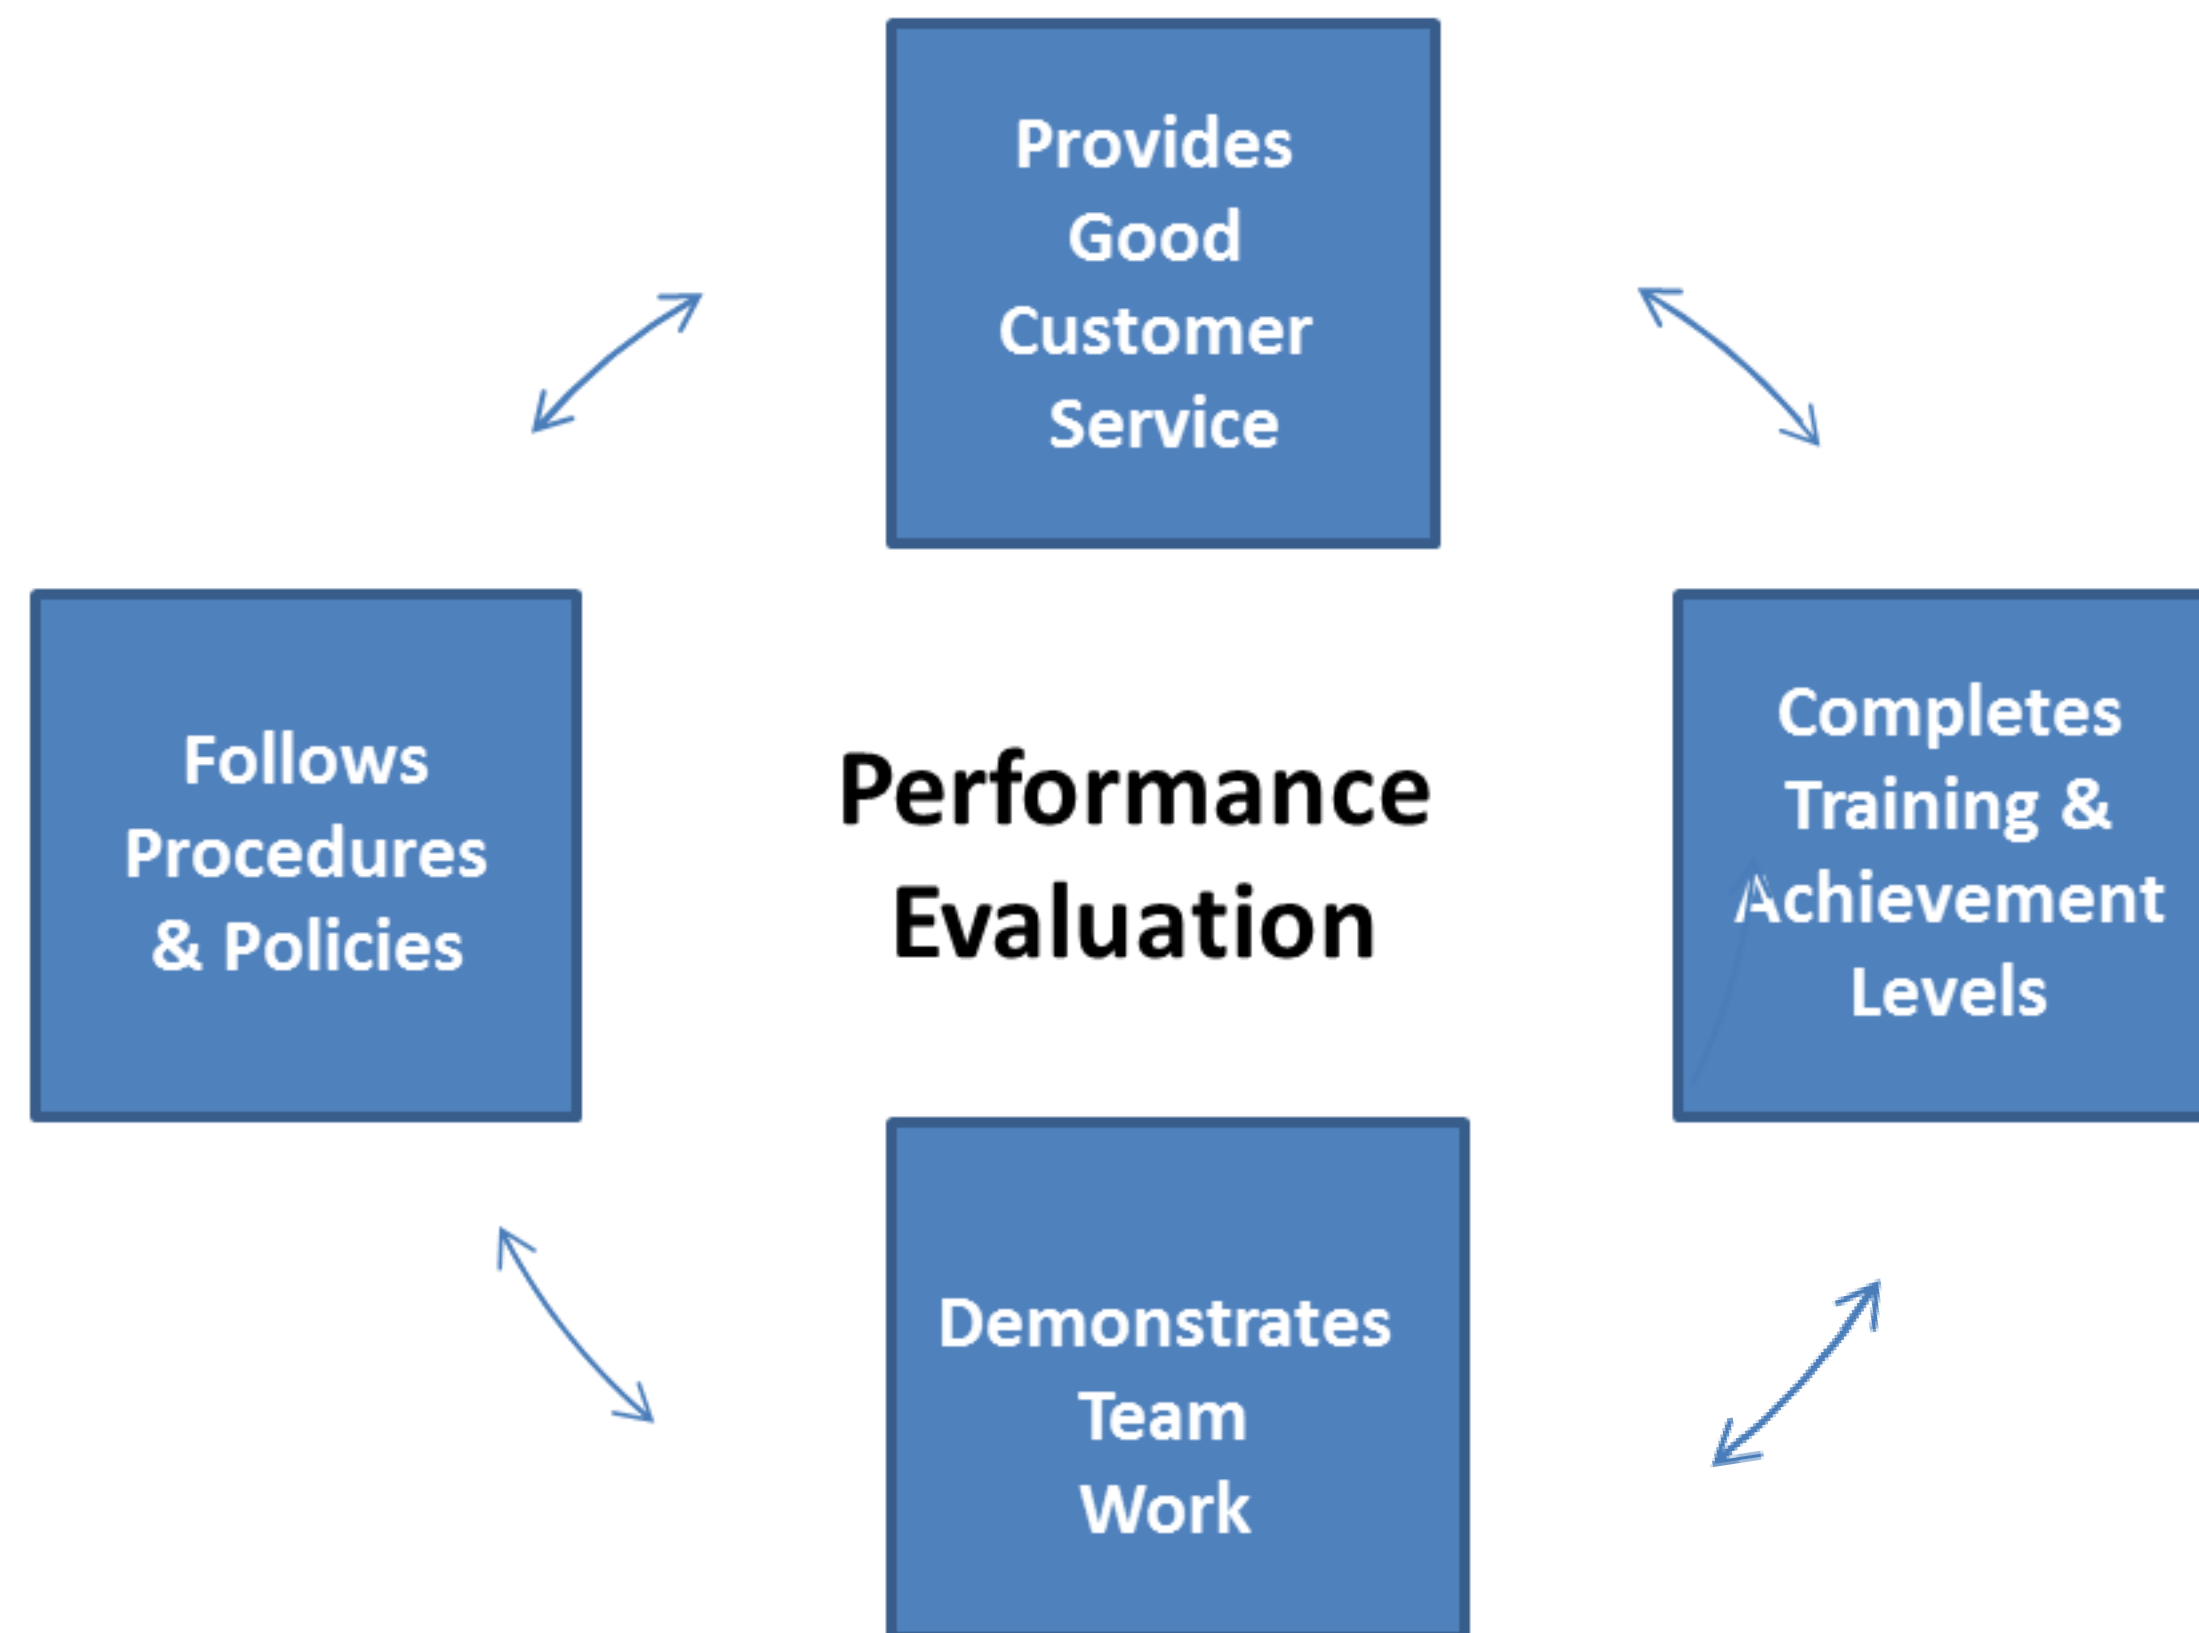 Provides
Good
Customer
Service
Follows
Procedures
& Policies
Performance
Evaluation
Completes
Training &
Achievement
Levels
Demonstrates
Team
Work